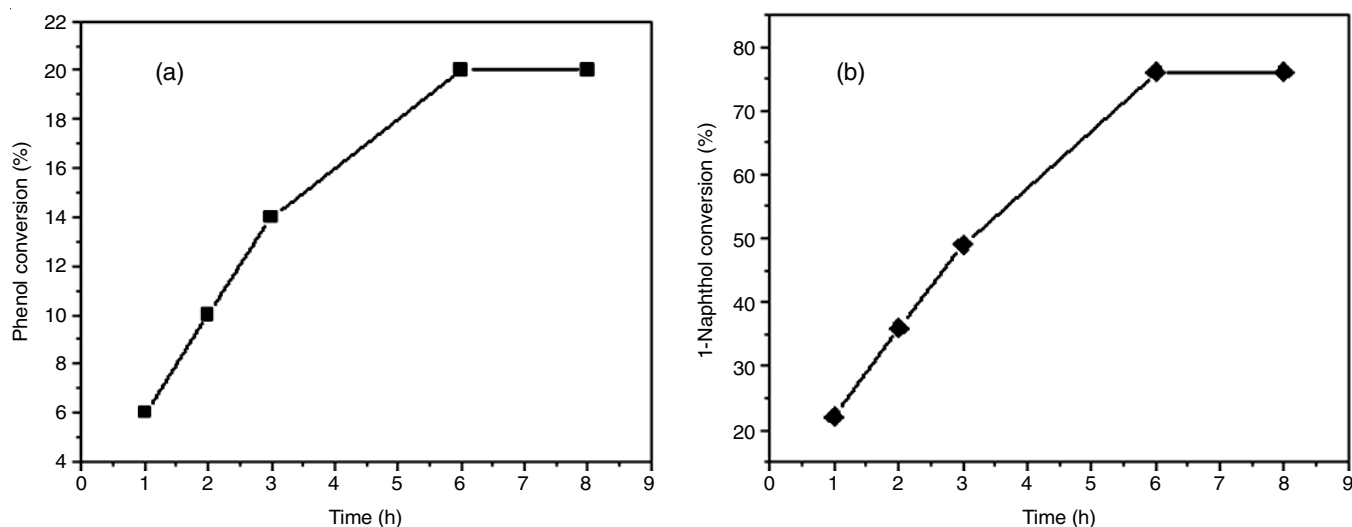 (a)
Phenol conversion (%)
22
20
18
16
14
12
10
8
6
4
0 1 2 3 4 5 6 7 8 9
Time (h)
(b)
1-Naphthol conversion (%)
80
70
60
50
40
30
20
0 1 2 3 4 5 6 7 8 9
Time (h)